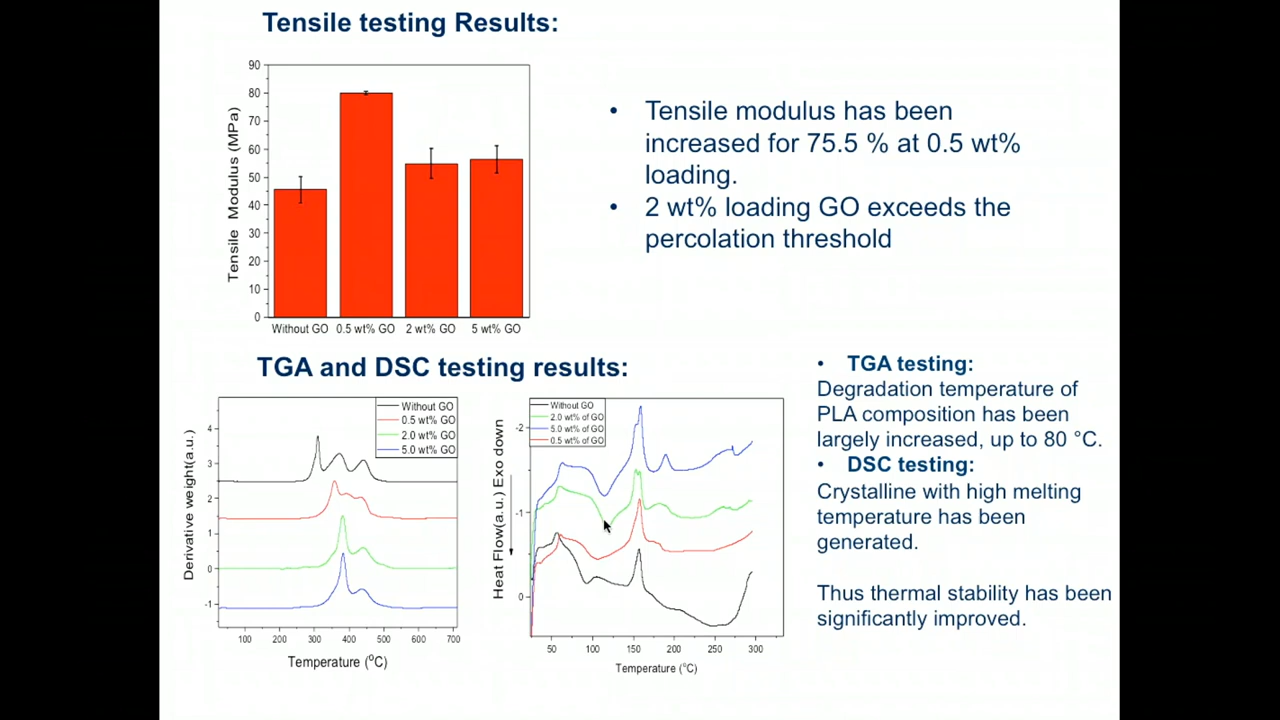 Tensile testing Results:
90
80
70
60
50
40
30
20
10
0
Tensile Modulus (MPa)
Without GO 0.5 wt% GO 2 wt% GO 5 wt% GO
• Tensile modulus has been
increased for 75.5 % at 0.5 wt%
loading.
• 2 wt% loading GO exceeds the
percolation threshold
TGA and DSC testing results:
Derivative weight(a.u.)
4
3
2
1
0
-1
Without GO
0.5 wt% GO
2.0 wt% GO
5.0 wt% GO
100 200 300 400 500 600 700
Temperature (°C)
Heat Flow(a.u.) Exo down
-2
-1
0
Without GO
2.0 wt% of GO
5.0 wt% of GO
0.5 wt% of GO
50 100 150 200 250 300
Temperature (°C)
• TGA testing:
Degradation temperature of
PLA composition has been
largely increased, up to 80 °C.
• DSC testing:
Crystalline with high melting
temperature has been
generated.
Thus thermal stability has been
significantly improved.